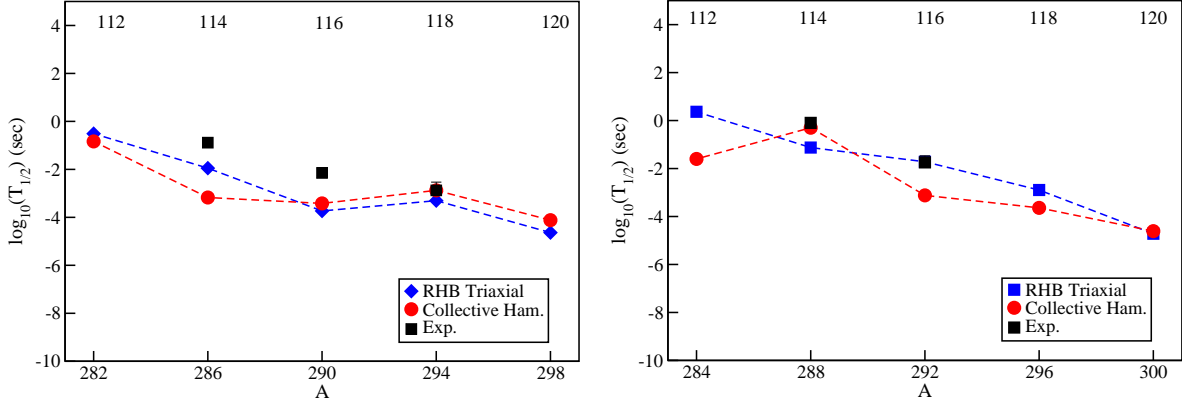 112 114 116 118 120
4
2
0
-2
-4
-6
-8
-10
log10(T1/2) (sec)
RHB Triaxial
Collective Ham.
Exp.
282 286 290 294 298
A
112 114 116 118 120
4
2
0
-2
-4
-6
-8
-10
log10(T1/2) (sec)
RHB Triaxial
Collective Ham.
Exp.
284 288 292 296 300
A